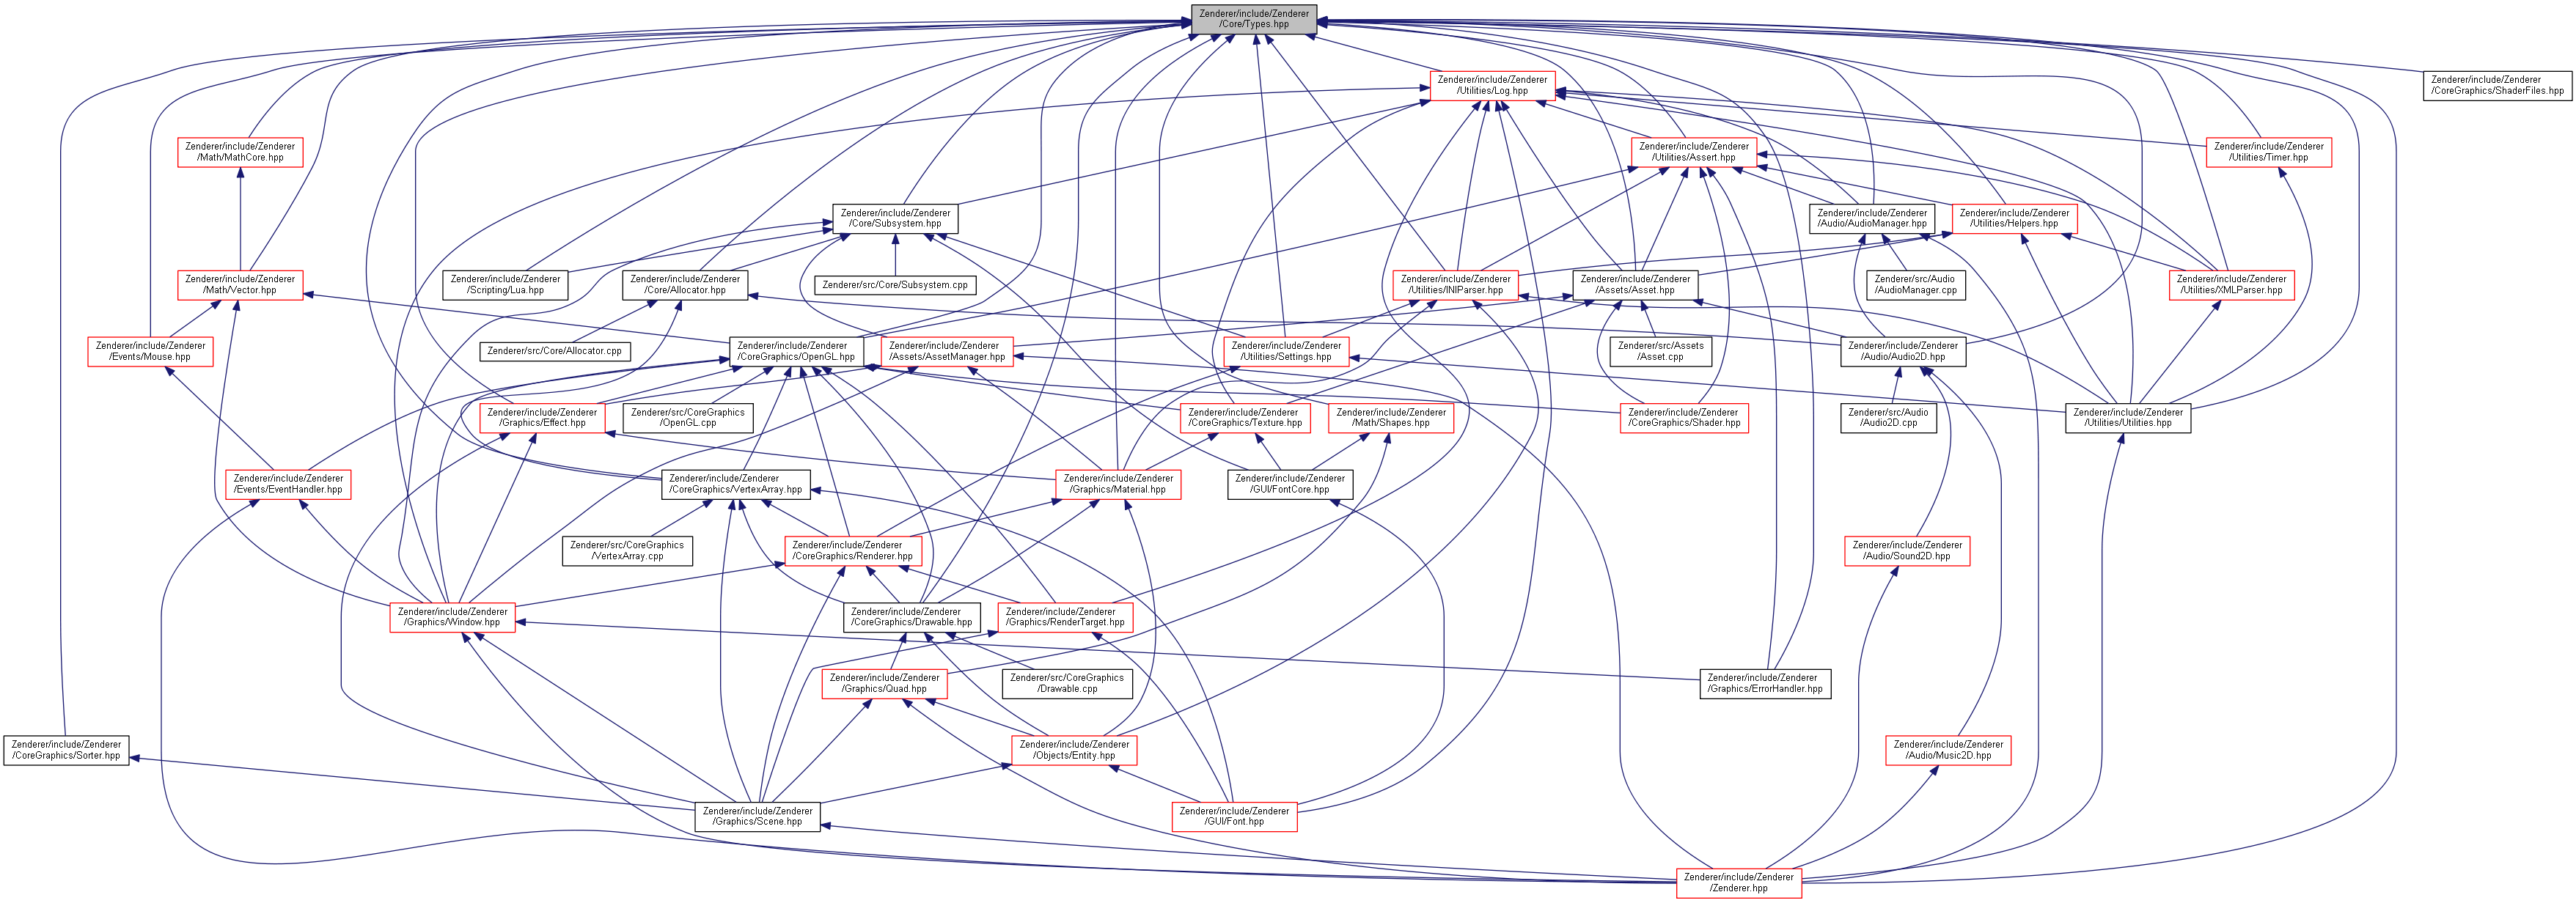 Zenderer/include/Zenderer
/Core/Types.hpp
Zenderer/include/Zenderer
/Utilities/Log.hpp
Zenderer/include/Zenderer
/CoreGraphics/ShaderFiles.hpp
Zenderer/include/Zenderer
/Math/MathCore.hpp
Zenderer/include/Zenderer
/Utilities/Assert.hpp
Zenderer/include/Zenderer
/Utilities/Timer.hpp
Zenderer/include/Zenderer
/Core/Subsystem.hpp
Zenderer/include/Zenderer
/Audio/AudioManager.hpp
Zenderer/include/Zenderer
/Utilities/Helpers.hpp
Zenderer/include/Zenderer
/Math/Vector.hpp
Zenderer/include/Zenderer
/Scripting/Lua.hpp
Zenderer/include/Zenderer
/Core/Allocator.hpp
Zenderer/src/Core/Subsystem.cpp
Zenderer/include/Zenderer
/Utilities/INIParser.hpp
Zenderer/include/Zenderer
/Assets/Asset.hpp
Zenderer/src/Audio
/AudioManager.cpp
Zenderer/include/Zenderer
/Utilities/XMLParser.hpp
Zenderer/include/Zenderer
/Events/Mouse.hpp
Zenderer/src/Core/Allocator.cpp
Zenderer/include/Zenderer
/CoreGraphics/OpenGL.hpp
Zenderer/include/Zenderer
/Assets/AssetManager.hpp
Zenderer/include/Zenderer
/Utilities/Settings.hpp
Zenderer/src/Assets
/Asset.cpp
Zenderer/include/Zenderer
/Audio/Audio2D.hpp
Zenderer/include/Zenderer
/Graphics/Effect.hpp
Zenderer/src/CoreGraphics
/OpenGL.cpp
Zenderer/include/Zenderer
/CoreGraphics/Texture.hpp
Zenderer/include/Zenderer
/Math/Shapes.hpp
Zenderer/include/Zenderer
/CoreGraphics/Shader.hpp
Zenderer/src/Audio
/Audio2D.cpp
Zenderer/include/Zenderer
/Utilities/Utilities.hpp
Zenderer/include/Zenderer
/Events/EventHandler.hpp
Zenderer/include/Zenderer
/CoreGraphics/VertexArray.hpp
Zenderer/include/Zenderer
/Graphics/Material.hpp
Zenderer/include/Zenderer
/GUI/FontCore.hpp
Zenderer/src/CoreGraphics
/VertexArray.cpp
Zenderer/include/Zenderer
/CoreGraphics/Renderer.hpp
Zenderer/include/Zenderer
/Audio/Sound2D.hpp
Zenderer/include/Zenderer
/Graphics/Window.hpp
Zenderer/include/Zenderer
/CoreGraphics/Drawable.hpp
Zenderer/include/Zenderer
/Graphics/RenderTarget.hpp
Zenderer/include/Zenderer
/Graphics/Quad.hpp
Zenderer/src/CoreGraphics
/Drawable.cpp
Zenderer/include/Zenderer
/Graphics/ErrorHandler.hpp
Zenderer/include/Zenderer
/CoreGraphics/Sorter.hpp
Zenderer/include/Zenderer
/Objects/Entity.hpp
Zenderer/include/Zenderer
/Audio/Music2D.hpp
Zenderer/include/Zenderer
/Graphics/Scene.hpp
Zenderer/include/Zenderer
/GUI/Font.hpp
Zenderer/include/Zenderer
/Zenderer.hpp